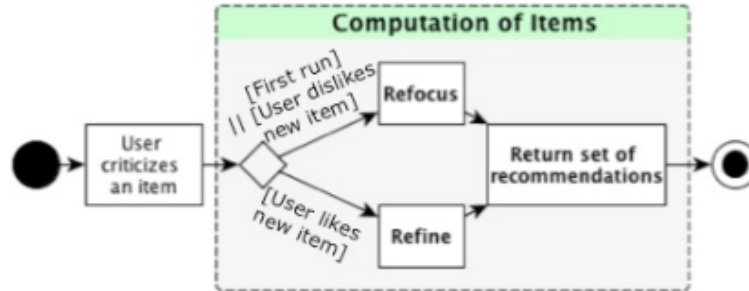 Computation of Items
[First run]
|| [User dislikes
new item]
Refocus
User
criticizes
an item
Return set of
recommendations
[User likes
new item]
Refine